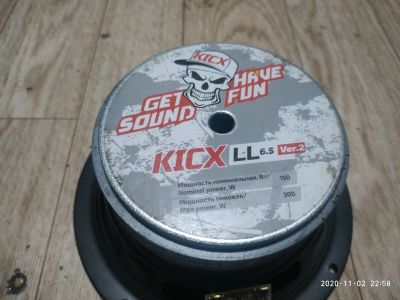 KICX
GET HAVE
SOUND FUN
KICX LL 6.5 Ver.2
Мощность номинальная, Вт/
Nominal power, W 150
Мощность пиковая/
Max power, W 300
2020-11-02 22:58